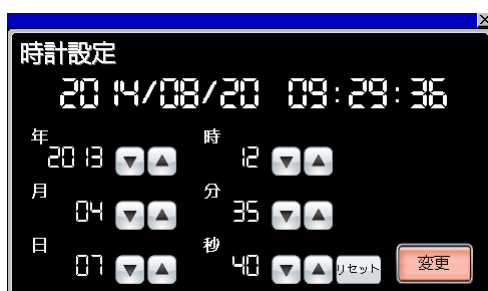 時計設定
2014/08/20 09:29:36
年 2013 ▼ ▲ 時 12 ▼ ▲
月 04 ▼ ▲ 分 35 ▼ ▲
日 07 ▼ ▲ 秒 40 ▼ ▲ リセット 変更